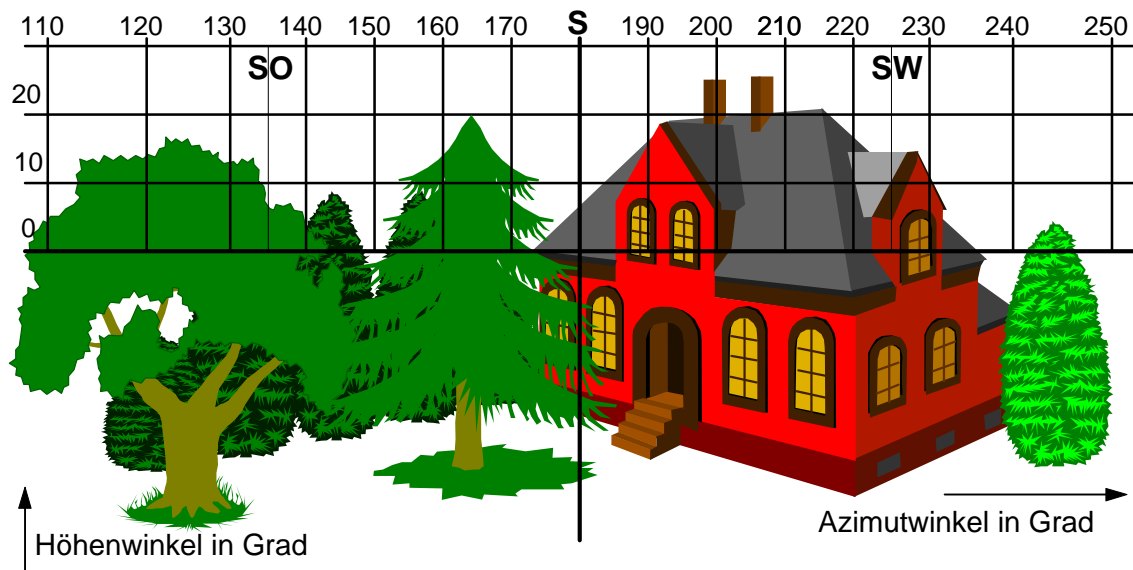 110 120 130 140 150 160 170 S 190 200 210 220 230 240 250
SO SW
20
10
0
Azimutwinkel in Grad
Höhenwinkel in Grad